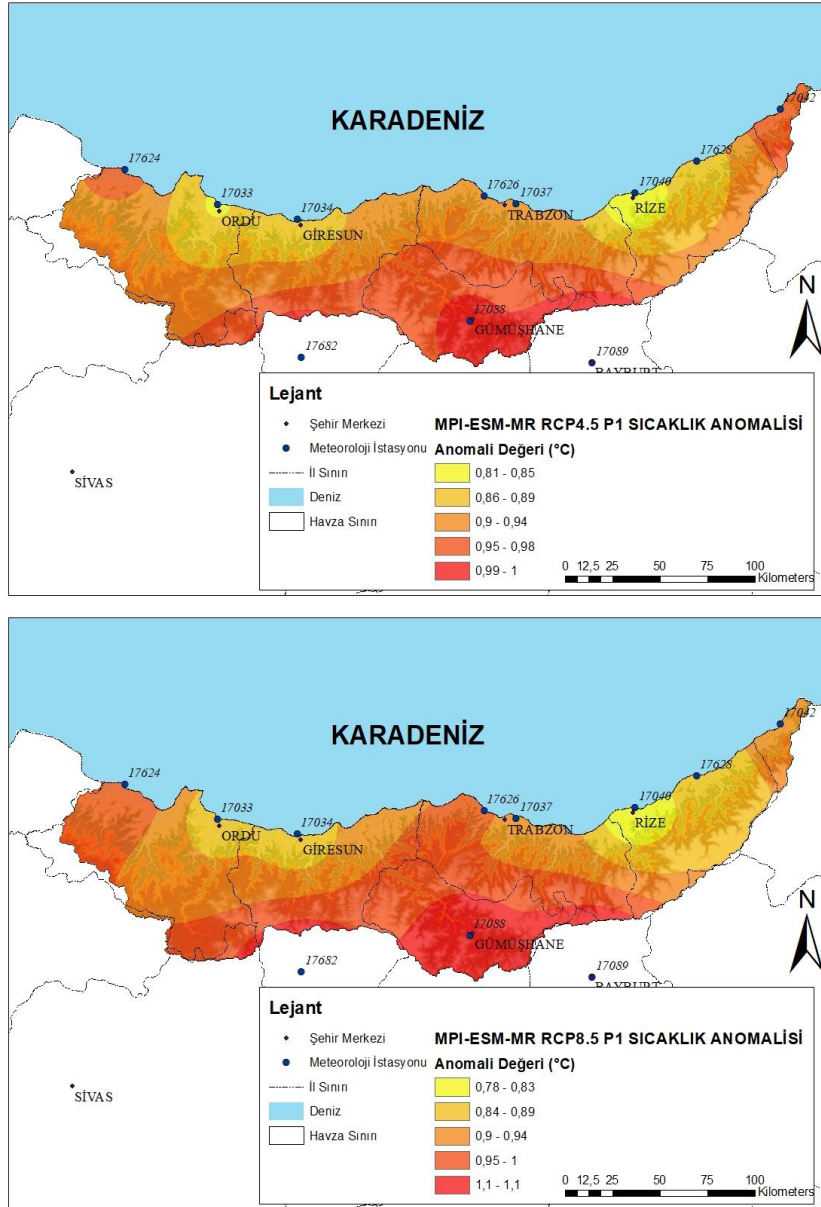 KARADENİZ
17042
17624
17628
17033
17040
ORDU
17034
GİRESUN
17626
17037
TRABZON
RİZE
N
17088
GÜMÜŞHANE
17682
17089
BAYBURT
SİVAS
Lejant
Şehir Merkezi
Meteoroloji İstasyonu
İl Sınırı
Deniz
Havza Sınırı
MPI-ESM-MR RCP4.5 P1 SICAKLIK ANOMALİSİ
Anomali Değeri (°C)
0,81 - 0,85
0,86 - 0,89
0,9 - 0,94
0,95 - 0,98
0,99 - 1
0 12,5 25 50 75 100
Kilometers
KARADENİZ
17042
17624
17628
17033
17040
ORDU
17034
GİRESUN
17626
17037
TRABZON
RİZE
N
17088
GÜMÜŞHANE
17682
17089
BAYBURT
SİVAS
Lejant
Şehir Merkezi
Meteoroloji İstasyonu
İl Sınırı
Deniz
Havza Sınırı
MPI-ESM-MR RCP8.5 P1 SICAKLIK ANOMALİSİ
Anomali Değeri (°C)
0,78 - 0,83
0,84 - 0,89
0,9 - 0,94
0,95 - 1
1,1 - 1,1
0 12,5 25 50 75 100
Kilometers